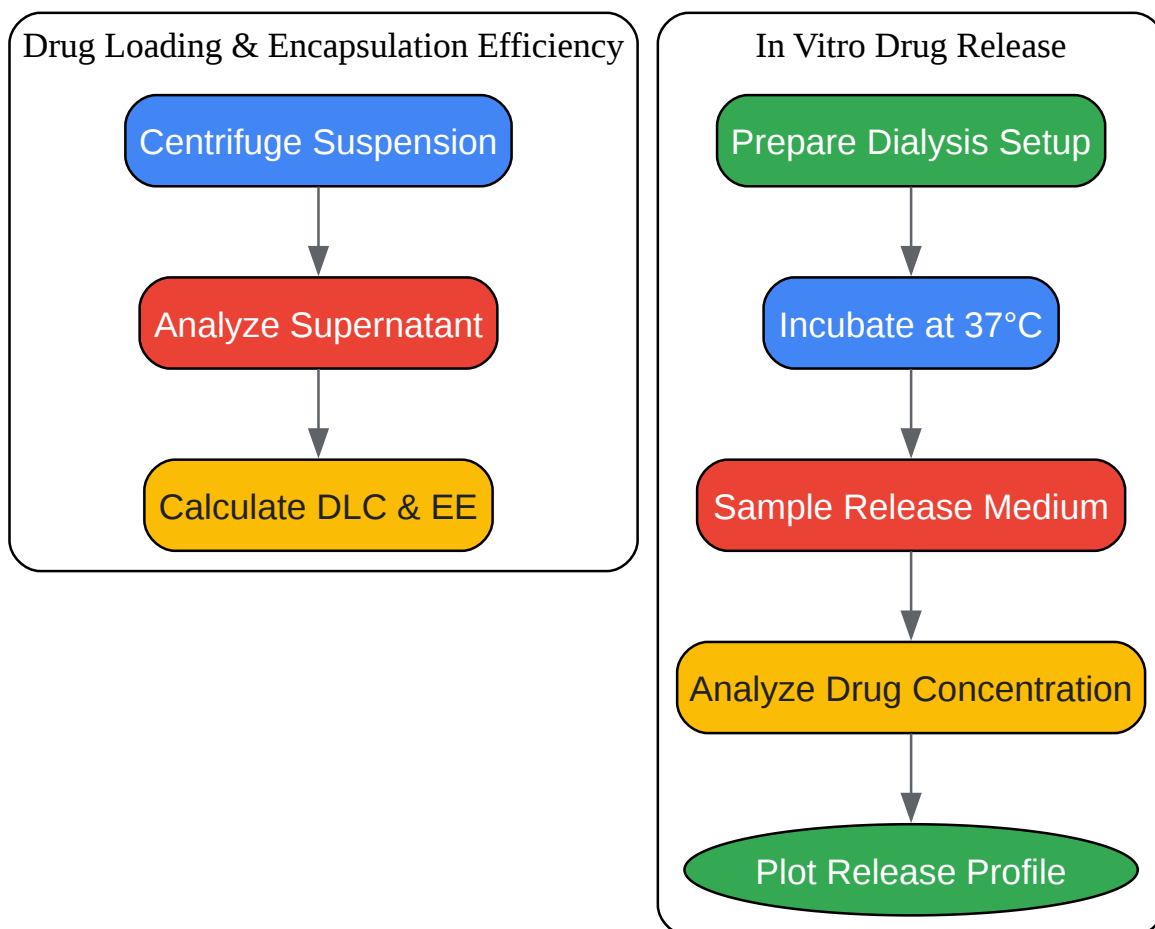 Drug Loading & Encapsulation Efficiency
Centrifuge Suspension
Analyze Supernatant
Calculate DLC & EE
In Vitro Drug Release
Prepare Dialysis Setup
Incubate at 37°C
Sample Release Medium
Analyze Drug Concentration
Plot Release Profile